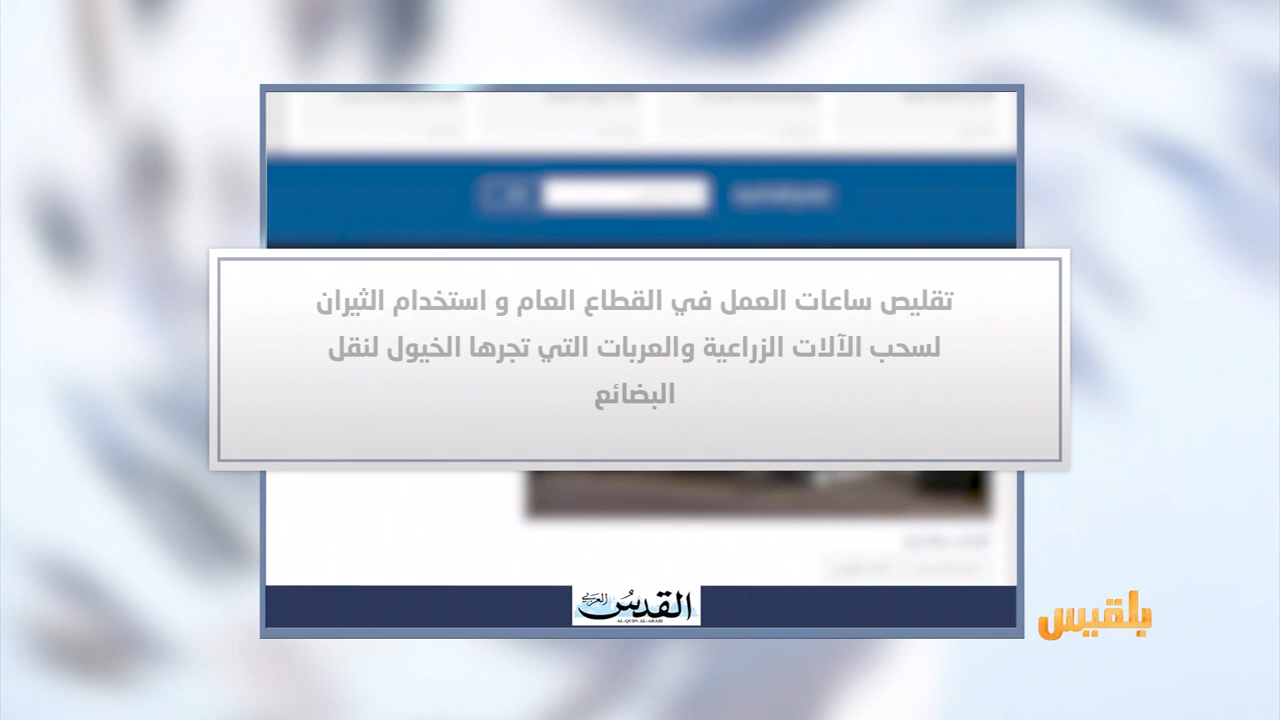 تقليص ساعات العمل في القطاع العام و استخدام الثيران
لسحب الآلات الزراعية والعربات التي تجرها الخيول لنقل
البضائع
القدس العربي
AL-QUDS AL-ARABI
بلقيس